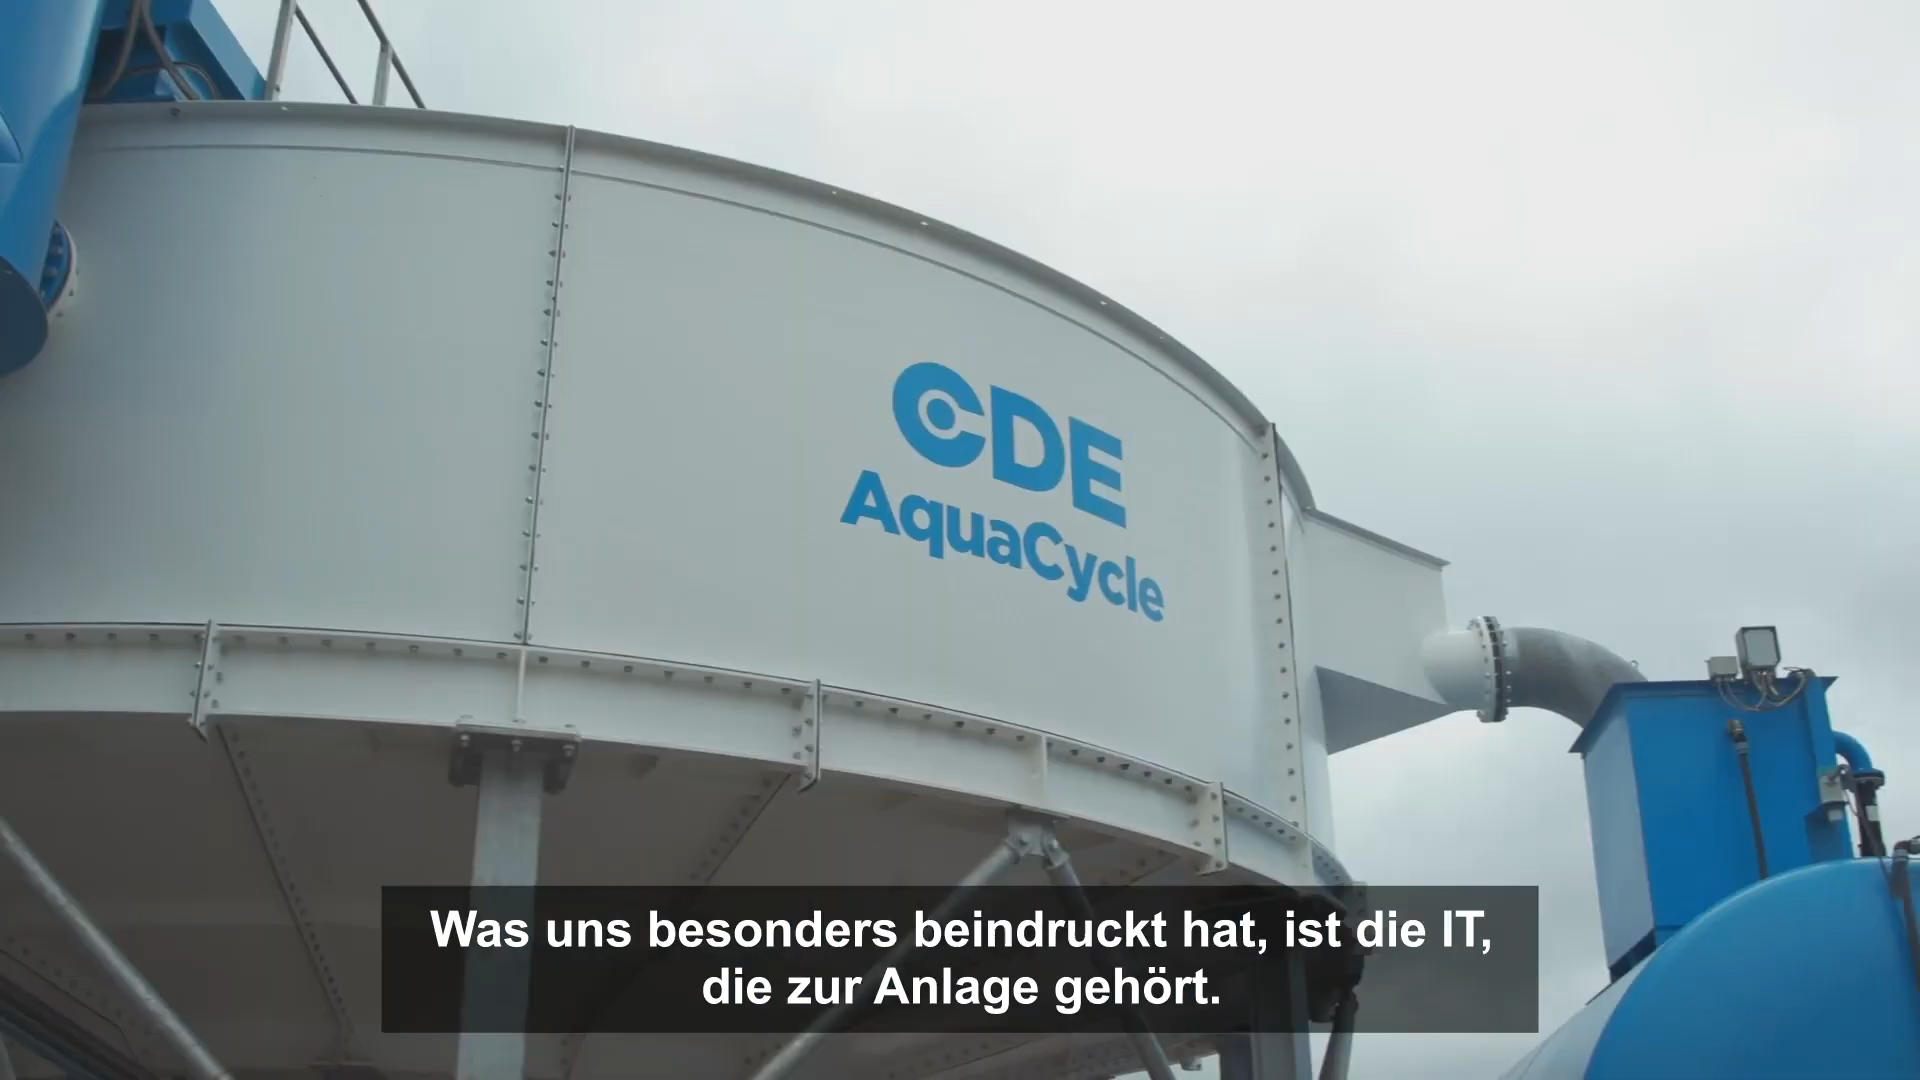 CDE
AquaCycle
Was uns besonders beindruckt hat, ist die IT,
die zur Anlage gehört.